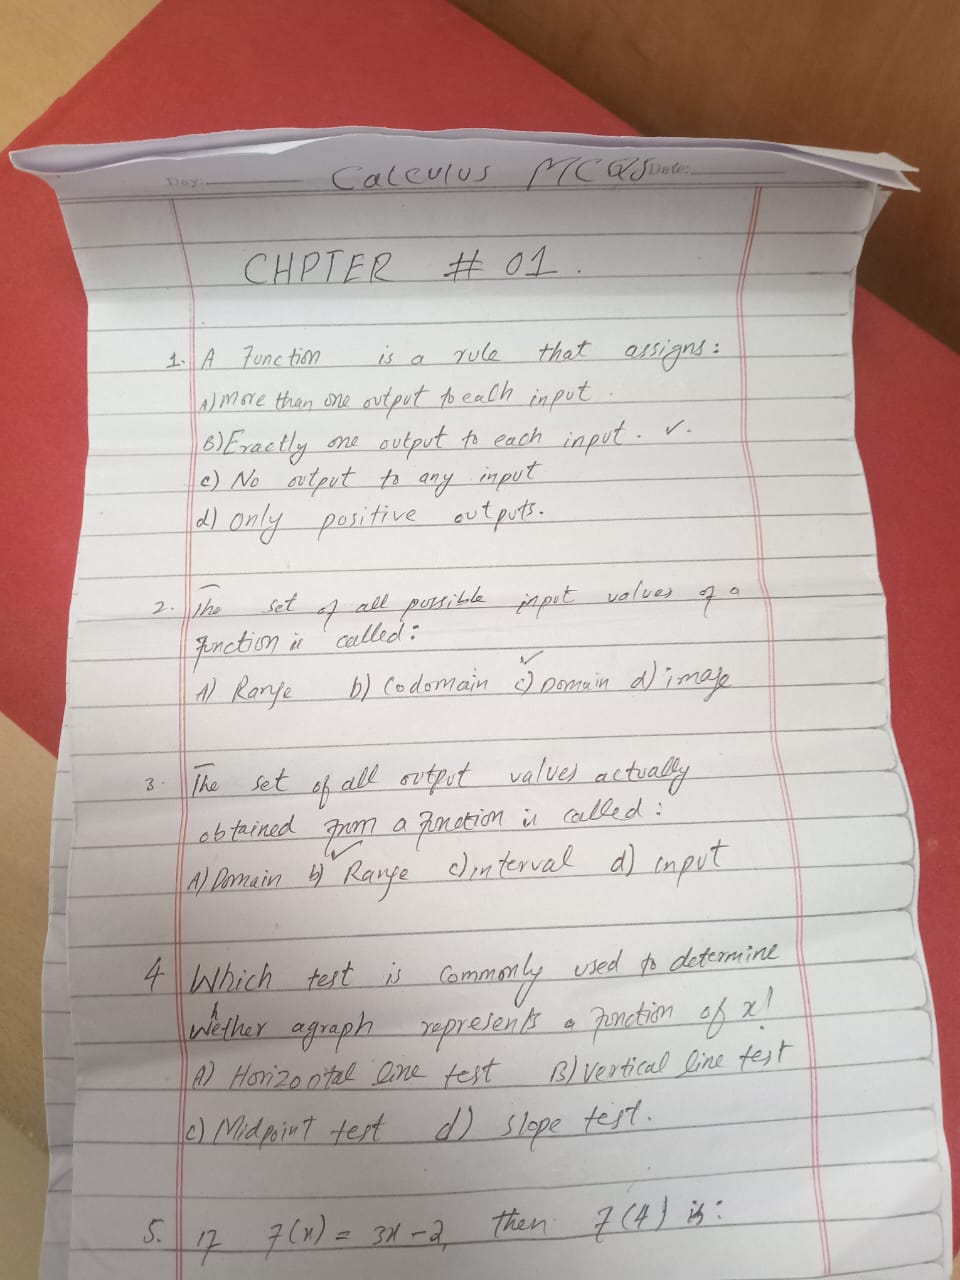 Day: Calculus MCQS Date:
CHPTER # 01.
1. A Function is a rule that assigns:
A) More than one output to each input.
B) Exactly one output to each input. ✓.
c) No output to any input
d) only positive outputs.
2. The set of all possible input values of a
Function is called:
A) Range b) Codomain c) Domain ✓ d) image
3. The set of all output values actually
obtained from a function is called:
A) Domain b) Range ✓ c) interval d) input
4 Which test is Commonly used to determine
Whether a graph represents a function of x?
A) Horizontal line test B) Vertical line test
c) Midpoint test d) slope test.
5. if f(x) = 3x - 2, then f(4) is: